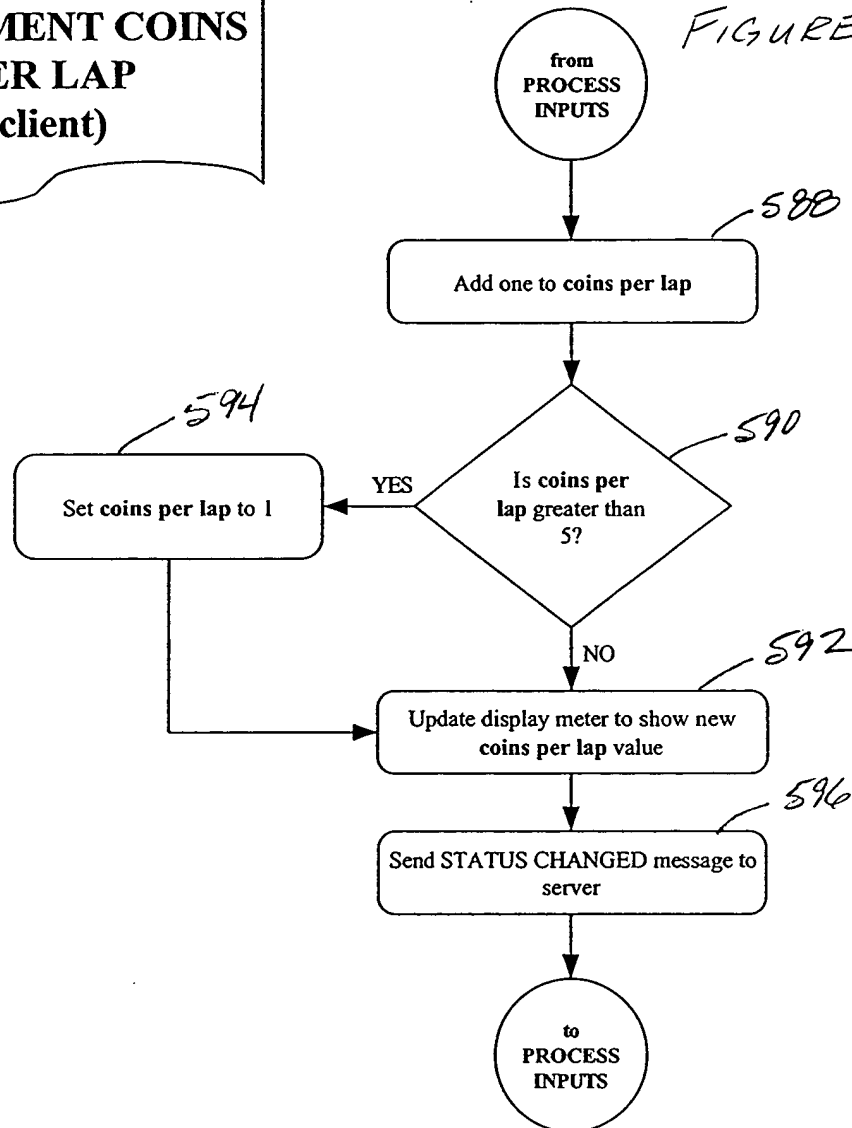 MENT COINS
ER LAP
client)
FIGURE
from
PROCESS
INPUTS
588
Add one to coins per lap
594
590
Set coins per lap to 1
YES
Is coins per
lap greater than
5?
NO
592
Update display meter to show new
coins per lap value
596
Send STATUS CHANGED message to
server
to
PROCESS
INPUTS